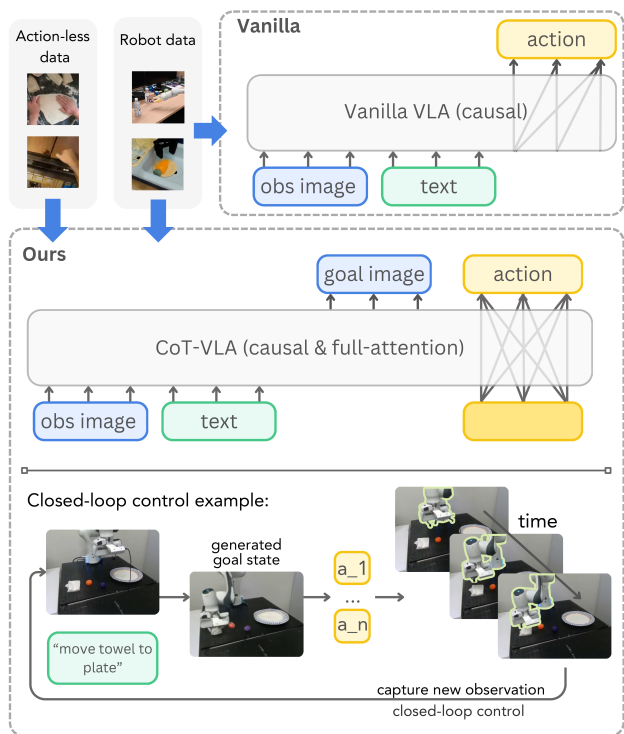 Action-less
data
Robot data
Vanilla
action
Vanilla VLA (causal)
obs image
text
Ours
goal image
action
CoT-VLA (causal & full-attention)
obs image
text
Closed-loop control example:
generated
goal state
a_1
...
a_n
time
“move towel to
plate”
capture new observation
closed-loop control